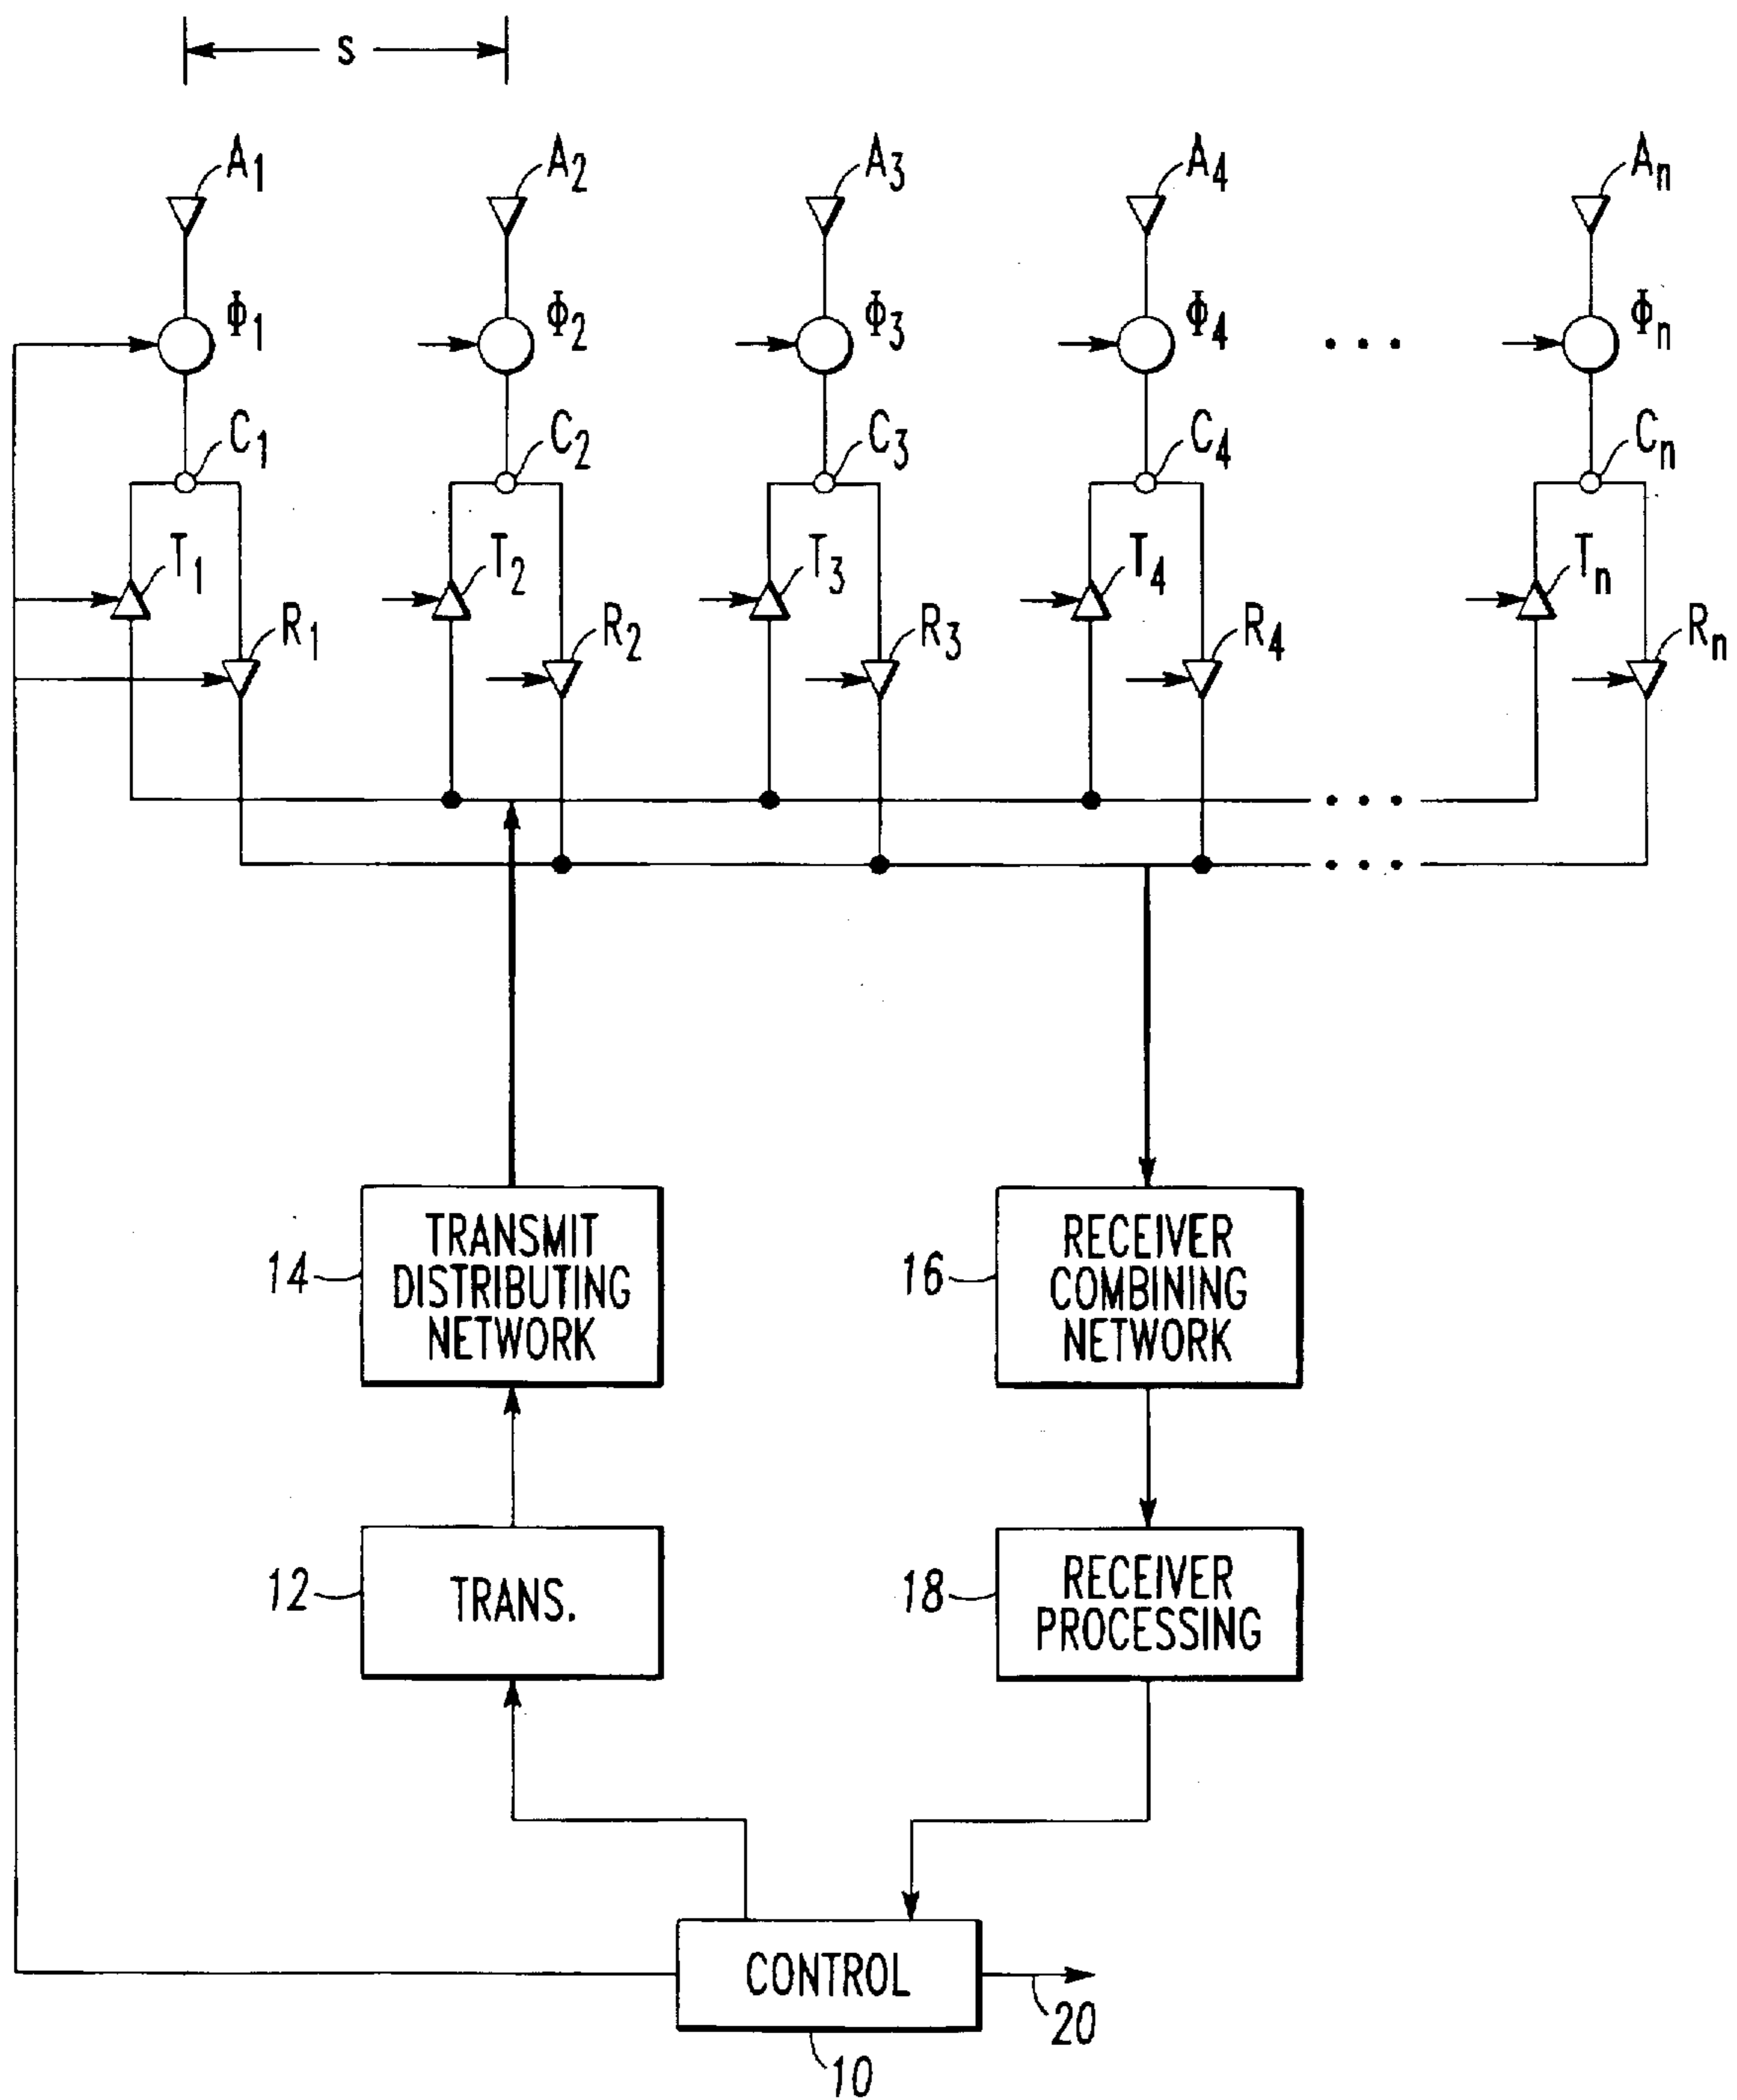 s
A1 A2 A3 A4 An
Φ1 Φ2 Φ3 Φ4 • • • Φn
C1 C2 C3 C4 Cn
T1 T2 T3 T4 Tn
R1 R2 R3 R4 Rn
• • •
• • •
14
TRANSMIT
DISTRIBUTING
NETWORK
16
RECEIVER
COMBINING
NETWORK
12
TRANS.
18
RECEIVER
PROCESSING
CONTROL
20
10